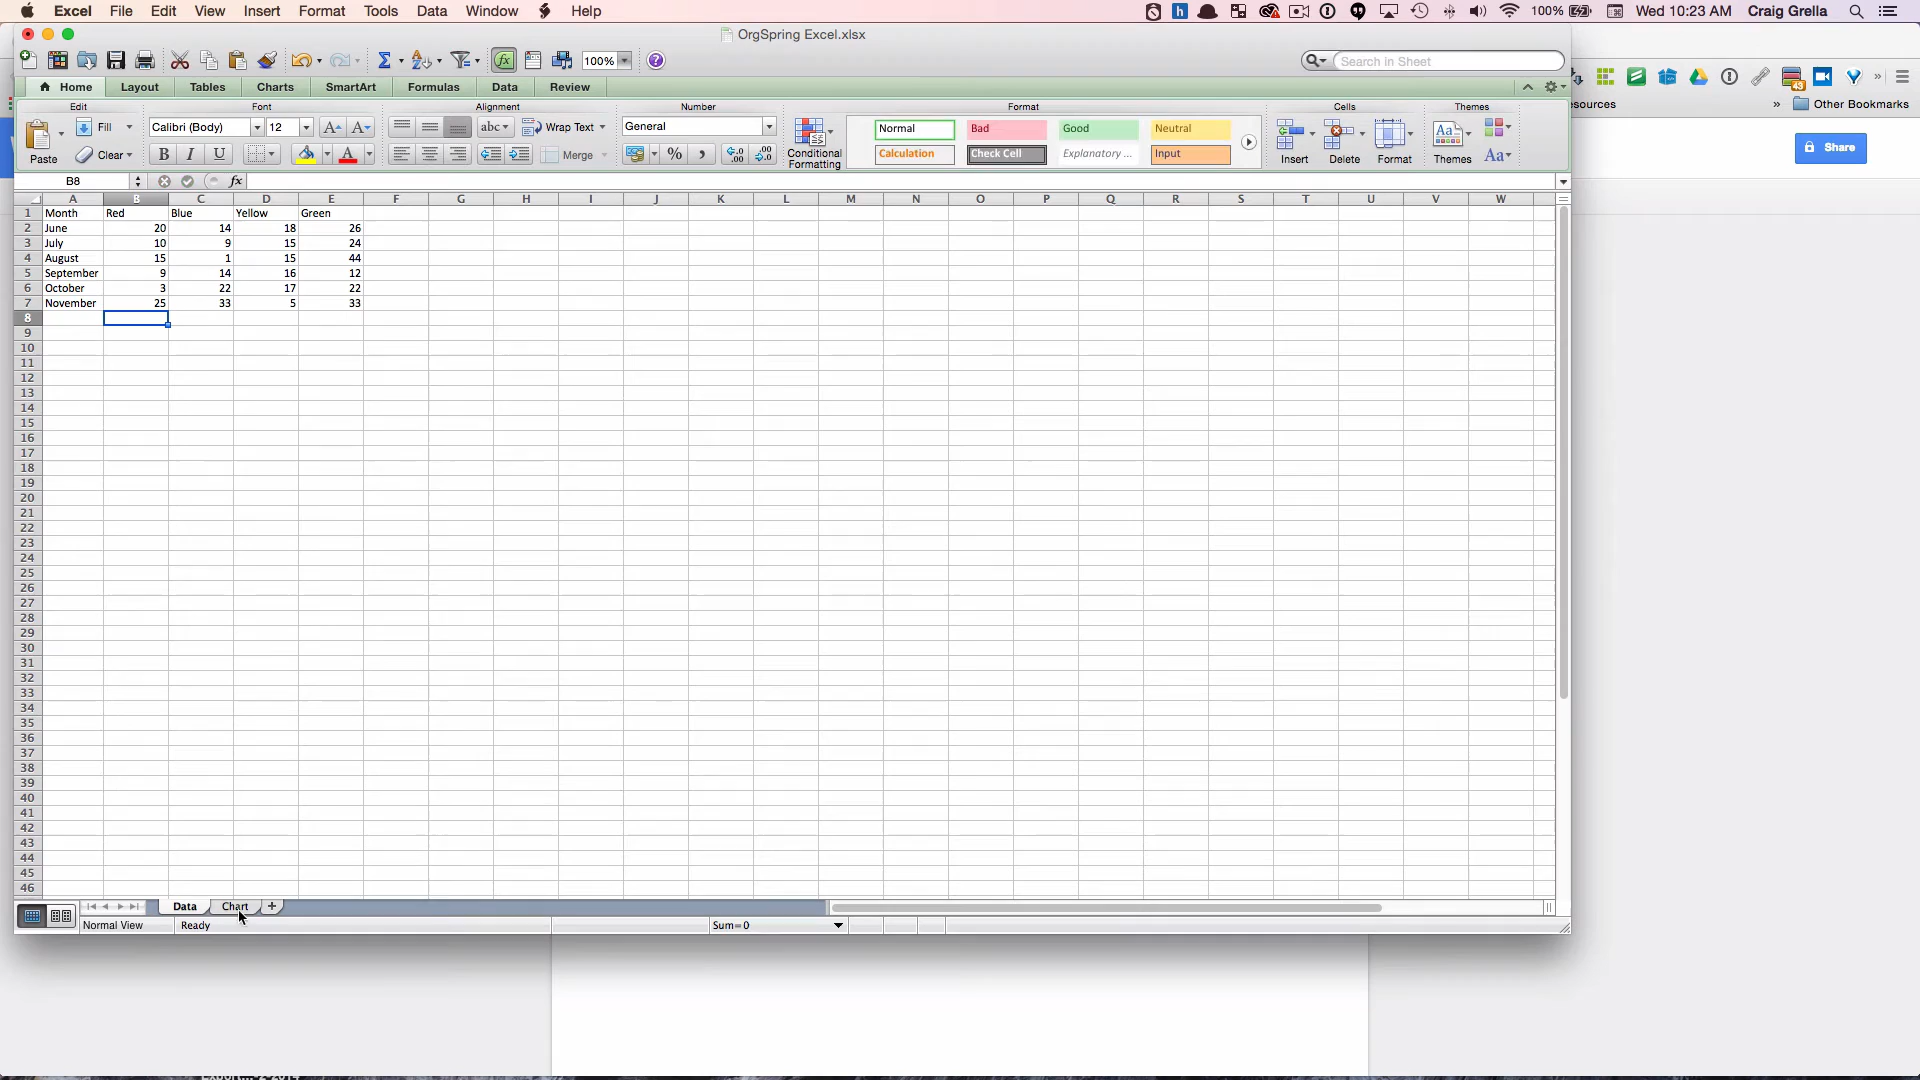 Excel File Edit View Insert Format Tools Data Window Help 100% Wed 10:23 AM Craig Grella
OrgSpring Excel.xlsx
100% Search in Sheet
Home Layout Tables Charts SmartArt Formulas Data Review
esources » Other Bookmarks
Edit Font Alignment Number Format Cells Themes
Paste Fill Calibri (Body) 12 abc Wrap Text General Conditional Formatting Normal Bad Good Neutral Insert Delete Format Themes Share
Clear B I U A Merge % Calculation Check Cell Explanatory ... Input Aa
B8 fx
A B C D E F G H I J K L M N O P Q R S T U V W
1 Month Red Blue Yellow Green
2 June 20 14 18 26
3 July 10 9 15 24
4 August 15 1 15 44
5 September 9 14 16 12
6 October 3 22 17 22
7 November 25 33 5 33
8
9
10
11
12
13
14
15
16
17
18
19
20
21
22
23
24
25
26
27
28
29
30
31
32
33
34
35
36
37
38
39
40
41
42
43
44
45
46
Data Chart +
Normal View Ready Sum=0